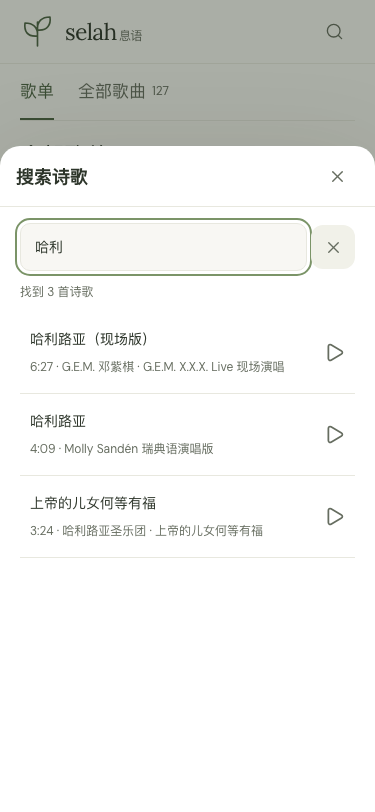 selah 息语
歌单 全部歌曲 127
搜索诗歌
哈利
找到 3 首诗歌
哈利路亚（现场版）
6:27 · G.E.M. 邓紫棋 · G.E.M. X.X.X. Live 现场演唱
哈利路亚
4:09 · Molly Sandén 瑞典语演唱版
上帝的儿女何等有福
3:24 · 哈利路亚圣乐团 · 上帝的儿女何等有福